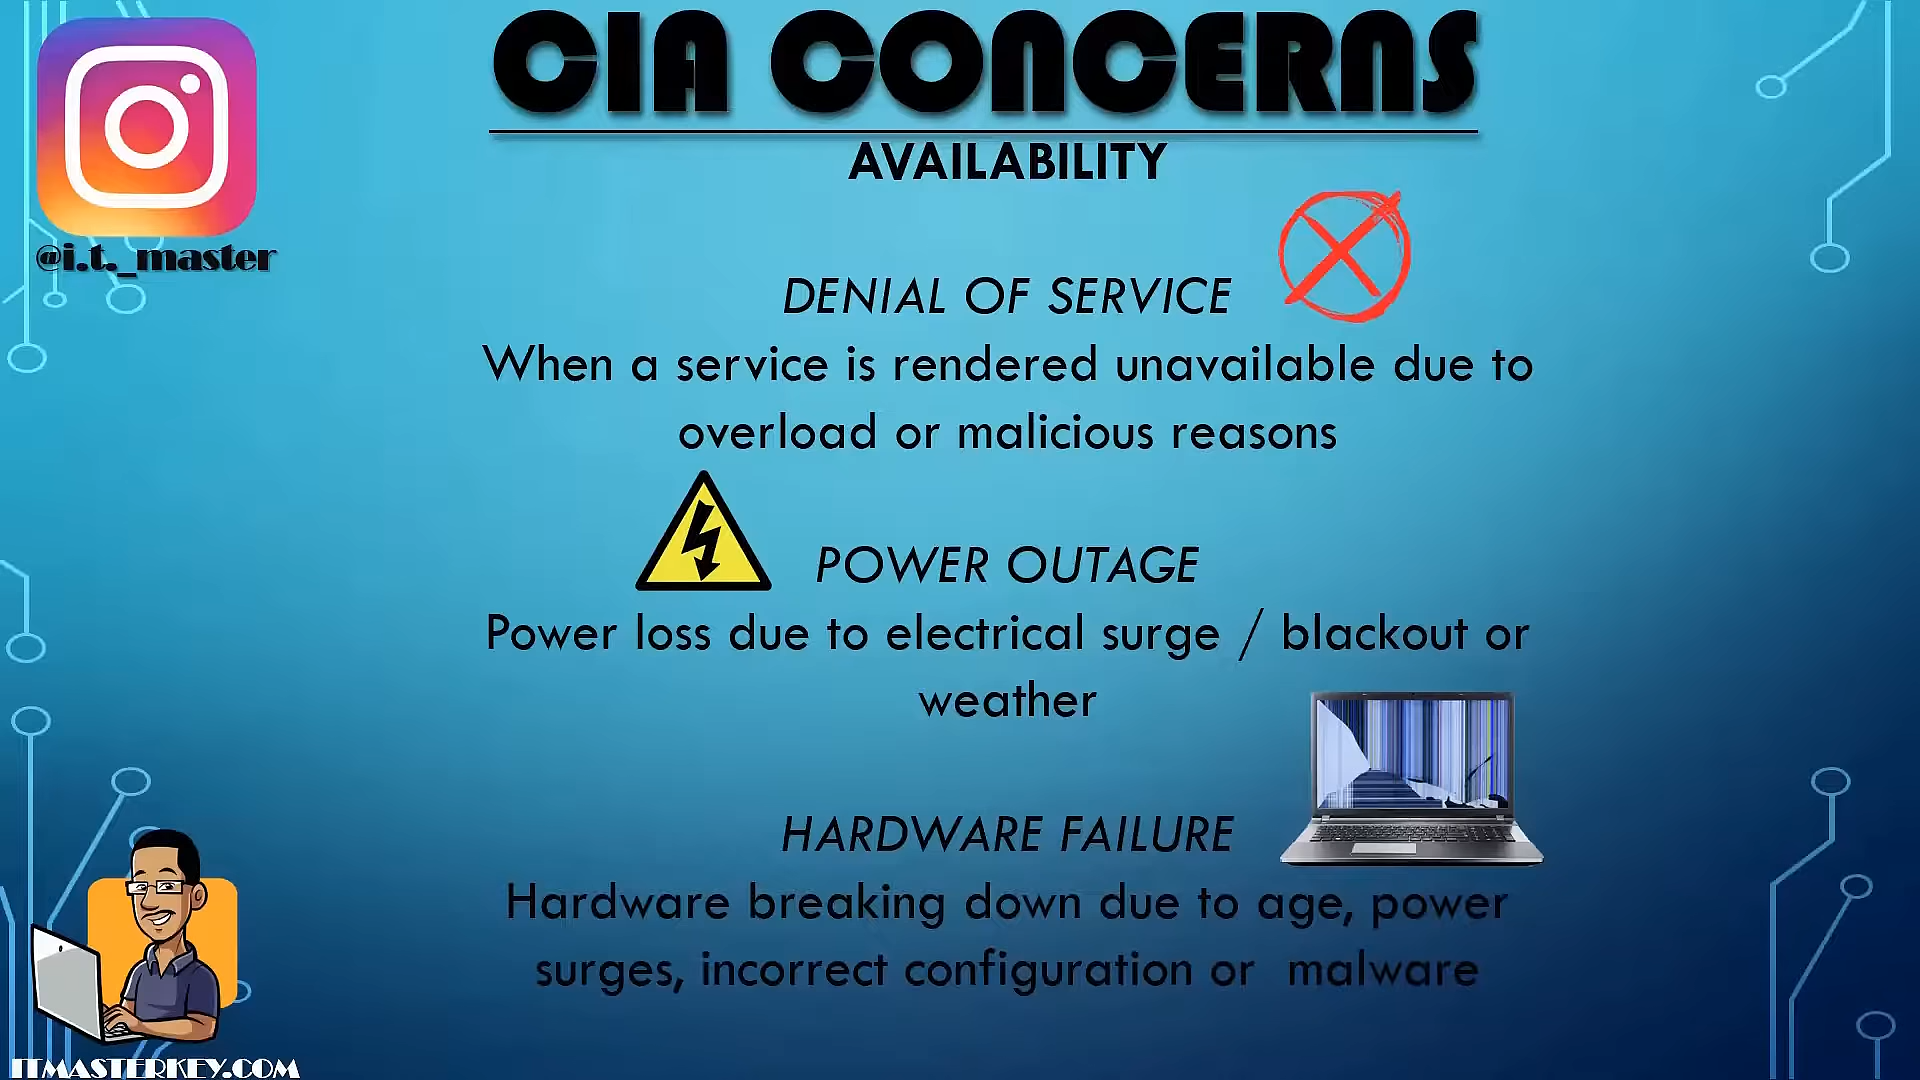 CIA CONCERNS
AVAILABILITY
@i.t._master
DENIAL OF SERVICE
When a service is rendered unavailable due to
overload or malicious reasons
POWER OUTAGE
Power loss due to electrical surge / blackout or
weather
HARDWARE FAILURE
Hardware breaking down due to age, power
surges, incorrect configuration or  malware
ITMASTERKEY.COM